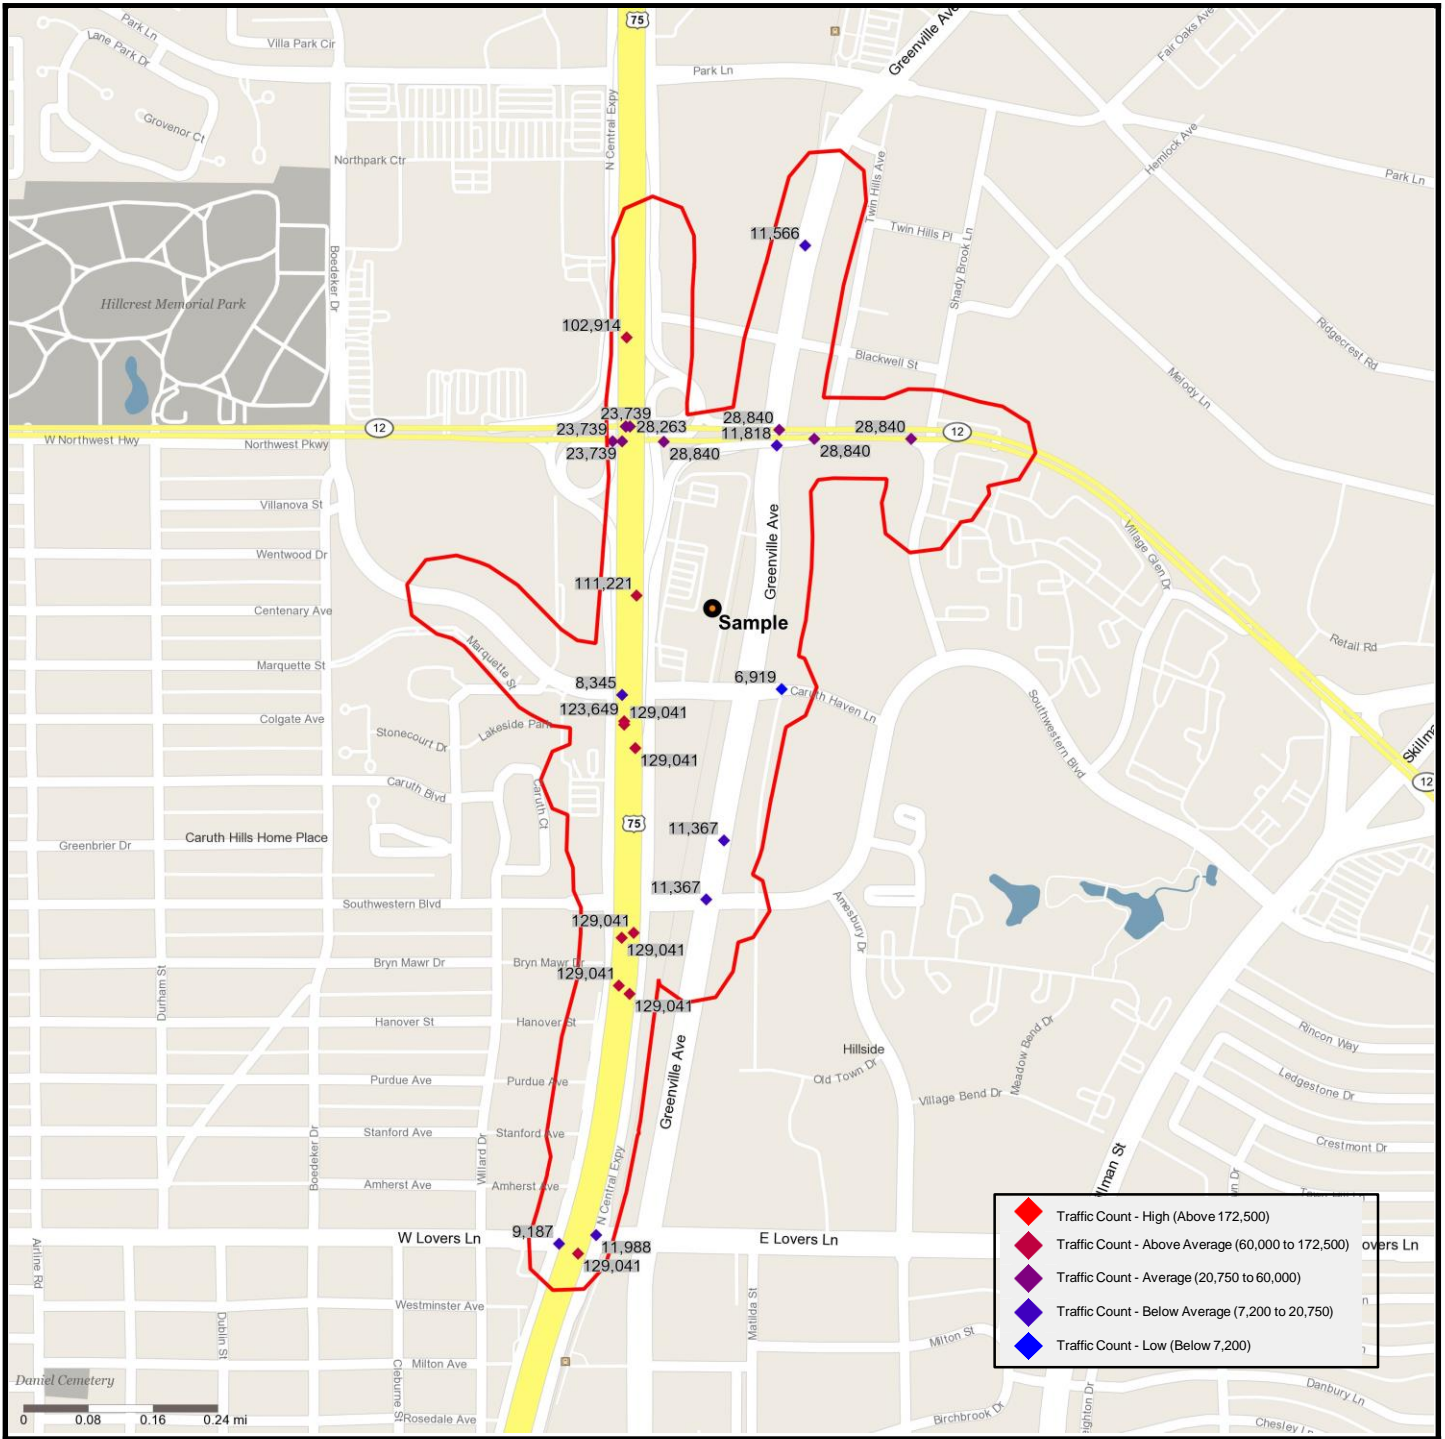 75
Park Ln
Villa Park Cir
Lane Park Dr
Greenville Ave
Fair Oaks Ave
Park Ln
N Central Expy
Grovenor Ct
Northpark Ctr
Hemlock Ave
Twin Hills Ave
Park Ln
Boedeker Dr
11,566
Twin Hills Pl
Shady Brook Ln
Hillcrest Memorial Park
102,914
Ridgecrest Rd
Blackwell St
Melody Ln
23,739
28,840
12
W Northwest Hwy
Northwest Pkwy
23,739
28,263
11,818
28,840
12
23,739
28,840
28,840
Villanova St
Greenville Ave
Village Glen Dr
Wentwood Dr
111,221
Centenary Ave
Sample
Marquette St
Retail Rd
Marquette St
8,345
6,919
Caruth Haven Ln
Southwestern Blvd
123,649
129,041
Colgate Ave
Stonecourt Dr
Lakeside Park
Skillm
129,041
12
Caruth Blvd
Caruth Ct
75
11,367
Caruth Hills Home Place
Greenbrier Dr
11,367
Southwestern Blvd
Amesbury Dr
129,041
129,041
Bryn Mawr Dr
Bryn Mawr Dr
129,041
Durham St
129,041
Hanover St
Hanover St
Meadow Bend Dr
Rincon Way
Hillside
Greenville Ave
Old Town Dr
Purdue Ave
Purdue Ave
Village Bend Dr
Ledgestone Dr
Stanford Ave
Stanford Ave
Crestmont Dr
Boedeker Dr
Willard Dr
Amherst Ave
Amherst Ave
N Central Expy
llman St
wn Dr
9,187
W Lovers Ln
11,988
E Lovers Ln
overs Ln
129,041
Airline Rd
Traffic Count - High (Above 172,500)
Traffic Count - Above Average (60,000 to 172,500)
Traffic Count - Average (20,750 to 60,000)
Traffic Count - Below Average (7,200 to 20,750)
Traffic Count - Low (Below 7,200)
Westminster Ave
Matilda St
Dublin St
Milton St
Milton Ave
Daniel Cemetery
Cleburne St
Danbury Ln
eighton Dr
0 0.08 0.16 0.24 mi
Rosedale Ave
Birchbrook Dr
Chesley Ln